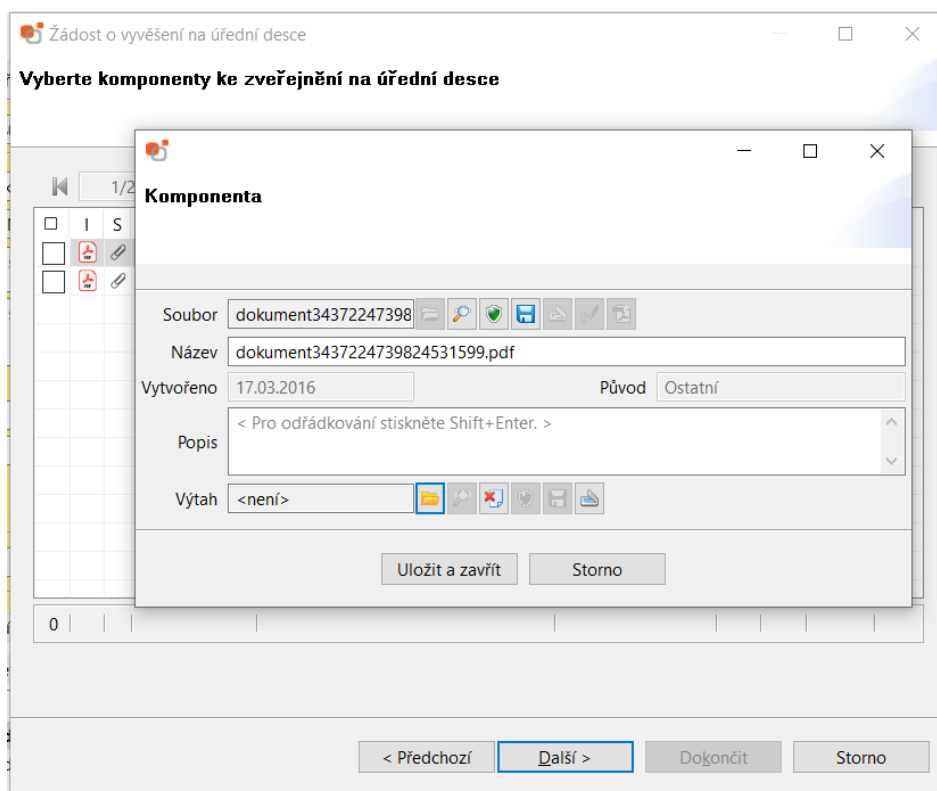 Žádost o vyvěšení na úřední desce
Vyberte komponenty ke zveřejnění na úřední desce
1/2
I S
Komponenta
Soubor dokument34372247398
Název dokument3437224739824531599.pdf
Vytvořeno 17.03.2016 Původ Ostatní
Popis < Pro odřádkování stiskněte Shift+Enter. >
Výtah <není>
Uložit a zavřít Storno
0
< Předchozí Další > Dokončit Storno